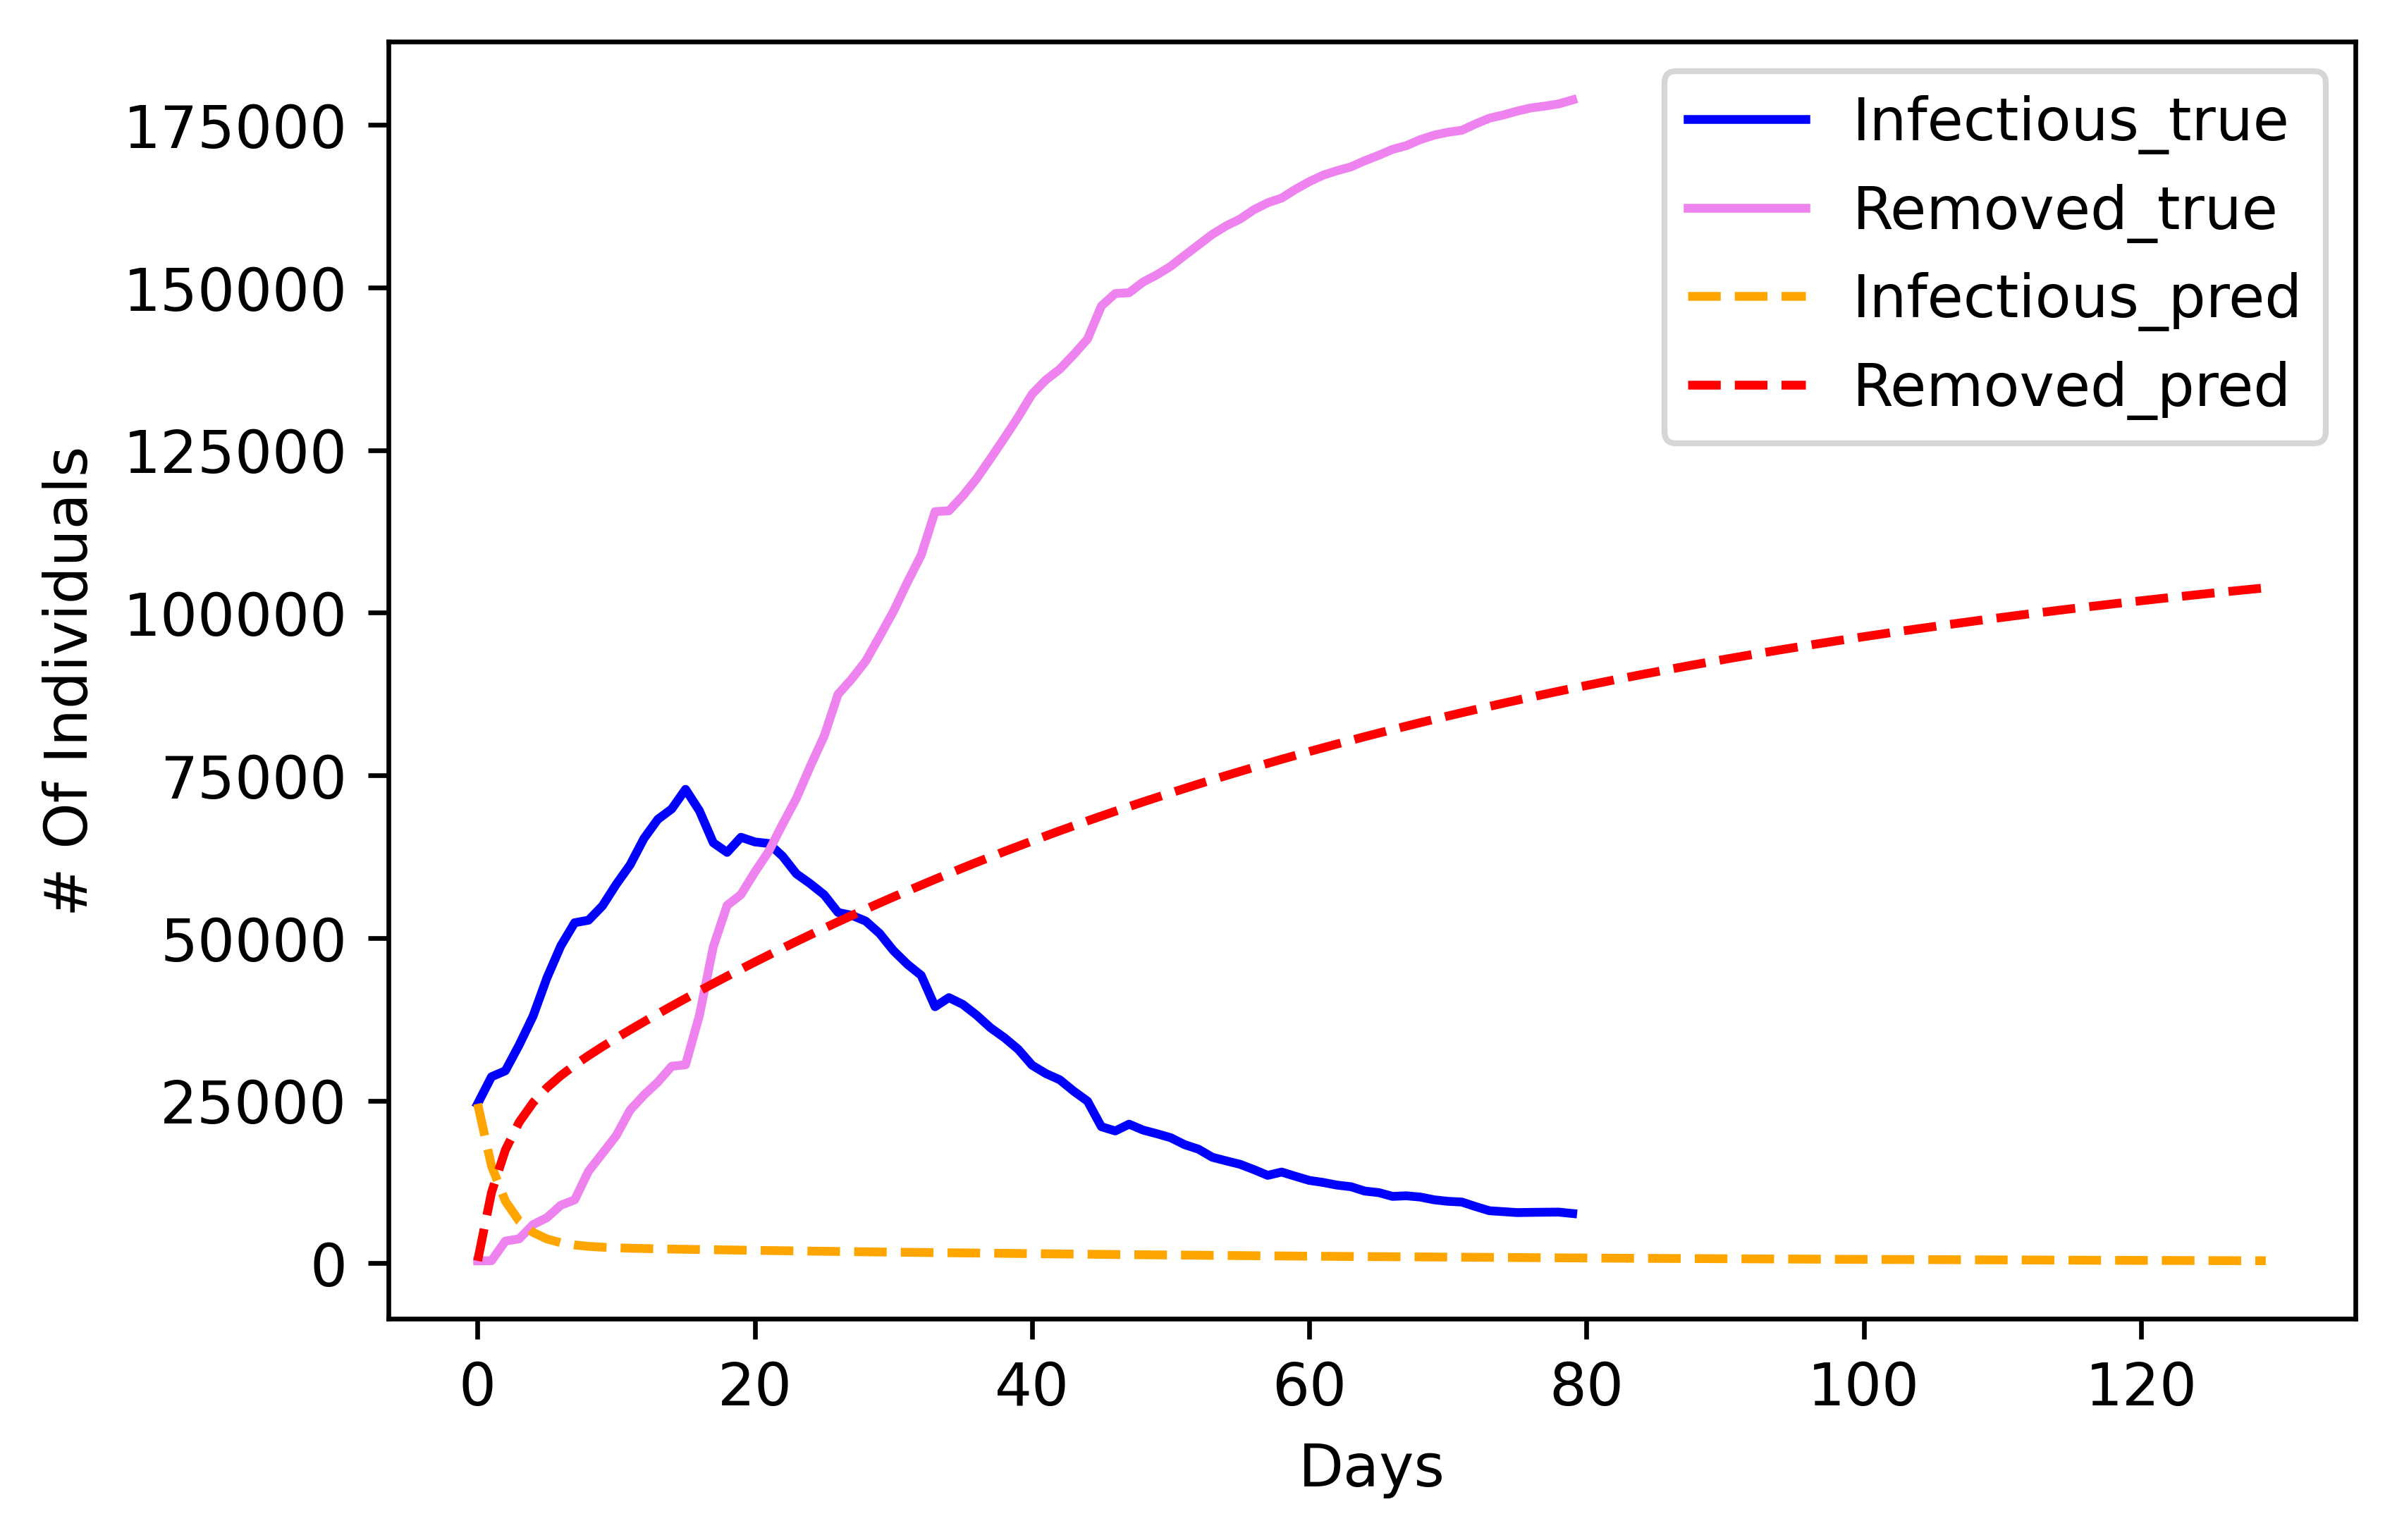 175000
150000
125000
100000
75000
50000
25000
0
# Of Individuals
0 20 40 60 80 100 120
Days
Infectious_true
Removed_true
Infectious_pred
Removed_pred